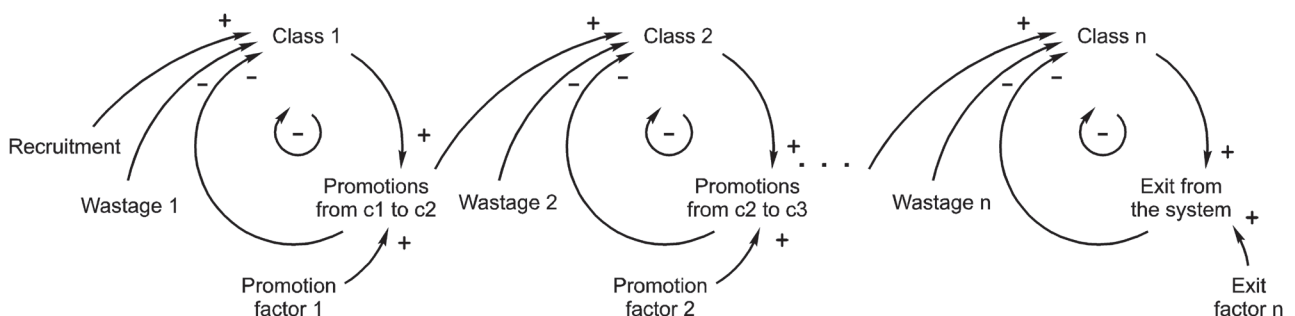 +
Class 1
-
-
-
+
Recruitment
Wastage 1
Promotions
from c1 to c2
+
Promotion
factor 1
+
Class 2
-
-
-
+
Wastage 2
Promotions
from c2 to c3
+
Promotion
factor 2
. . .
+
Class n
-
-
-
+
Wastage n
Exit from
the system
+
Exit
factor n